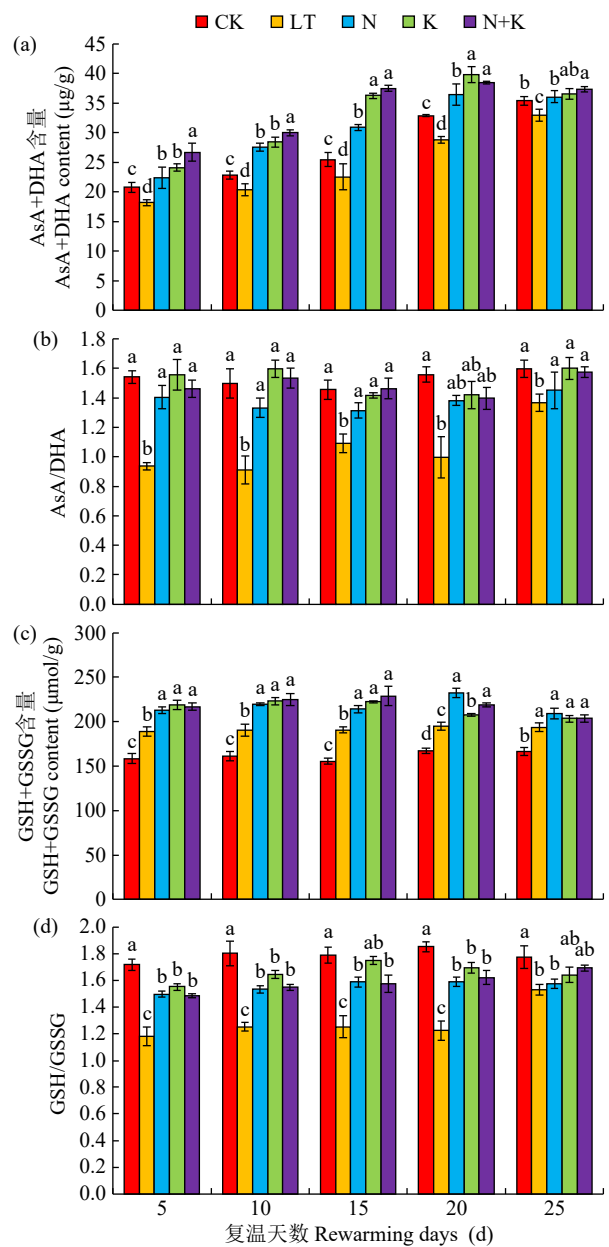 CK LT N K N+K
(a)
AsA+DHA含量
AsA+DHA content (μg/g)
45
40
35
30
25
20
15
10
5
0
c d b b a
c d b b a
c d b a a
c d b a a
b c b ab a
(b)
AsA/DHA
1.8
1.6
1.4
1.2
1.0
0.8
0.6
0.4
0.2
0.0
a b a a a
a b a a a
a b a a a
a b ab ab ab
a b a a a
(c)
GSH+GSSG含量
GSH+GSSG content (μmol/g)
300
250
200
150
100
50
0
c b a a a
c b a a a
c b a a a
d c a b a
b a a a a
(d)
GSH/GSSG
2.0
1.8
1.6
1.4
1.2
1.0
0.8
0.6
0.4
0.2
0.0
a c b b b
a c b b b
a c b ab b
a c b b b
a b b ab ab
5 10 15 20 25
复温天数 Rewarming days (d)